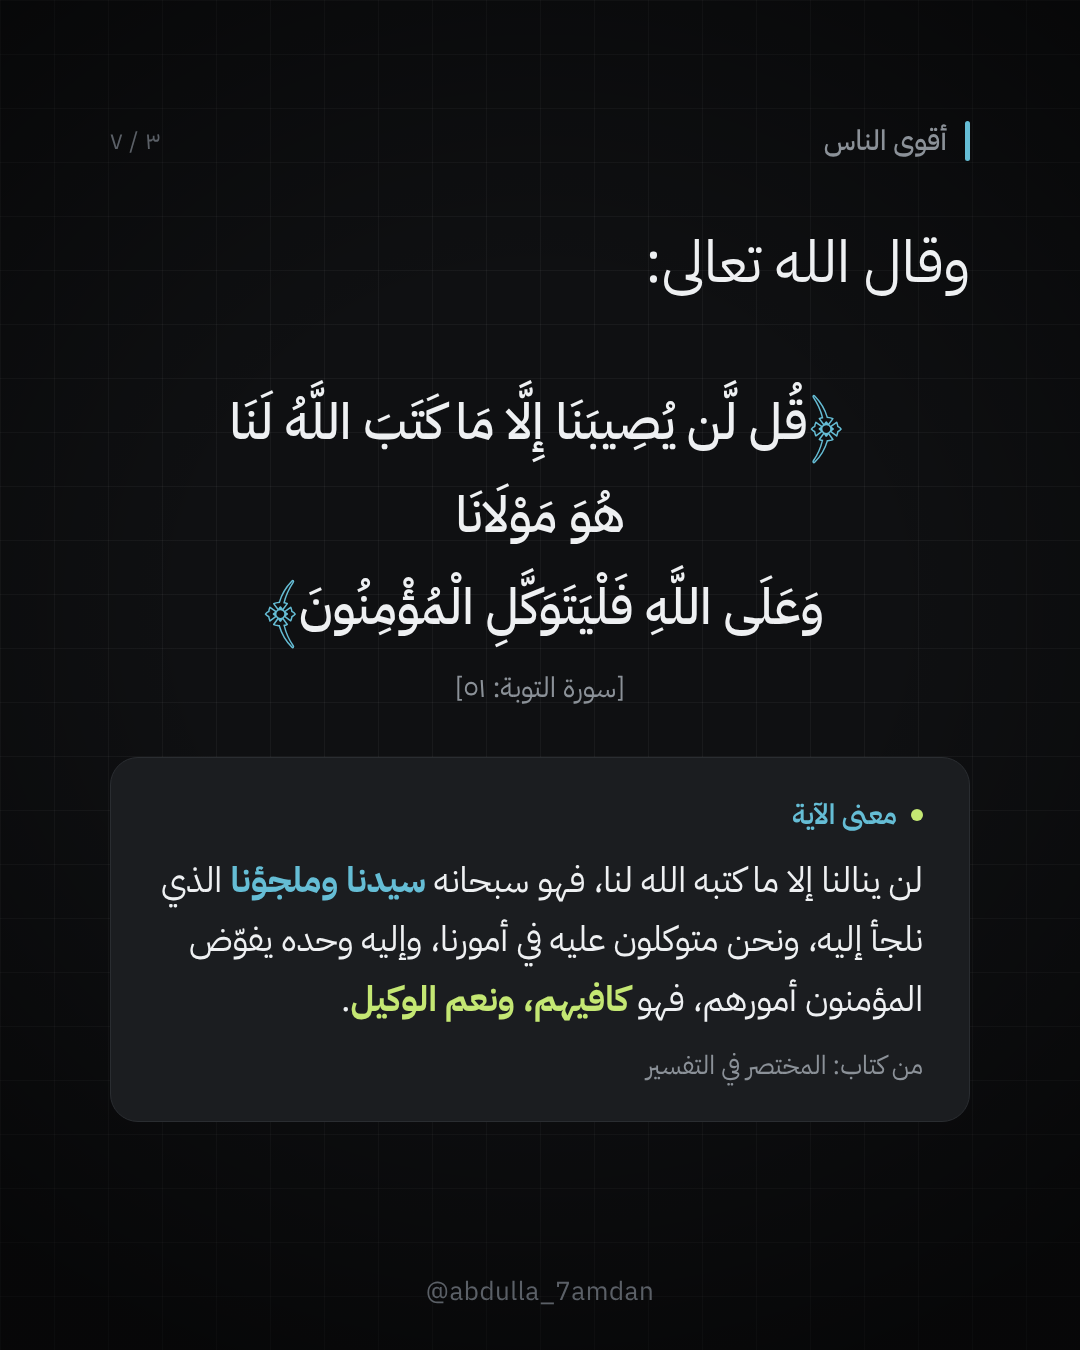 أقوى الناس
٣ / ٧
وقال الله تعالى:
﴿قُل لَّن يُصِيبَنَا إِلَّا مَا كَتَبَ اللَّهُ لَنَا
هُوَ مَوْلَانَا
وَعَلَى اللَّهِ فَلْيَتَوَكَّلِ الْمُؤْمِنُونَ﴾
[سورة التوبة: ٥١]
معنى الآية
لن ينالنا إلا ما كتبه الله لنا، فهو سبحانه سيدنا وملجؤنا الذي
نلجأ إليه، ونحن متوكلون عليه في أمورنا، وإليه وحده يفوّض
المؤمنون أمورهم، فهو كافيهم، ونعم الوكيل.
من كتاب: المختصر في التفسير
@abdulla_7amdan